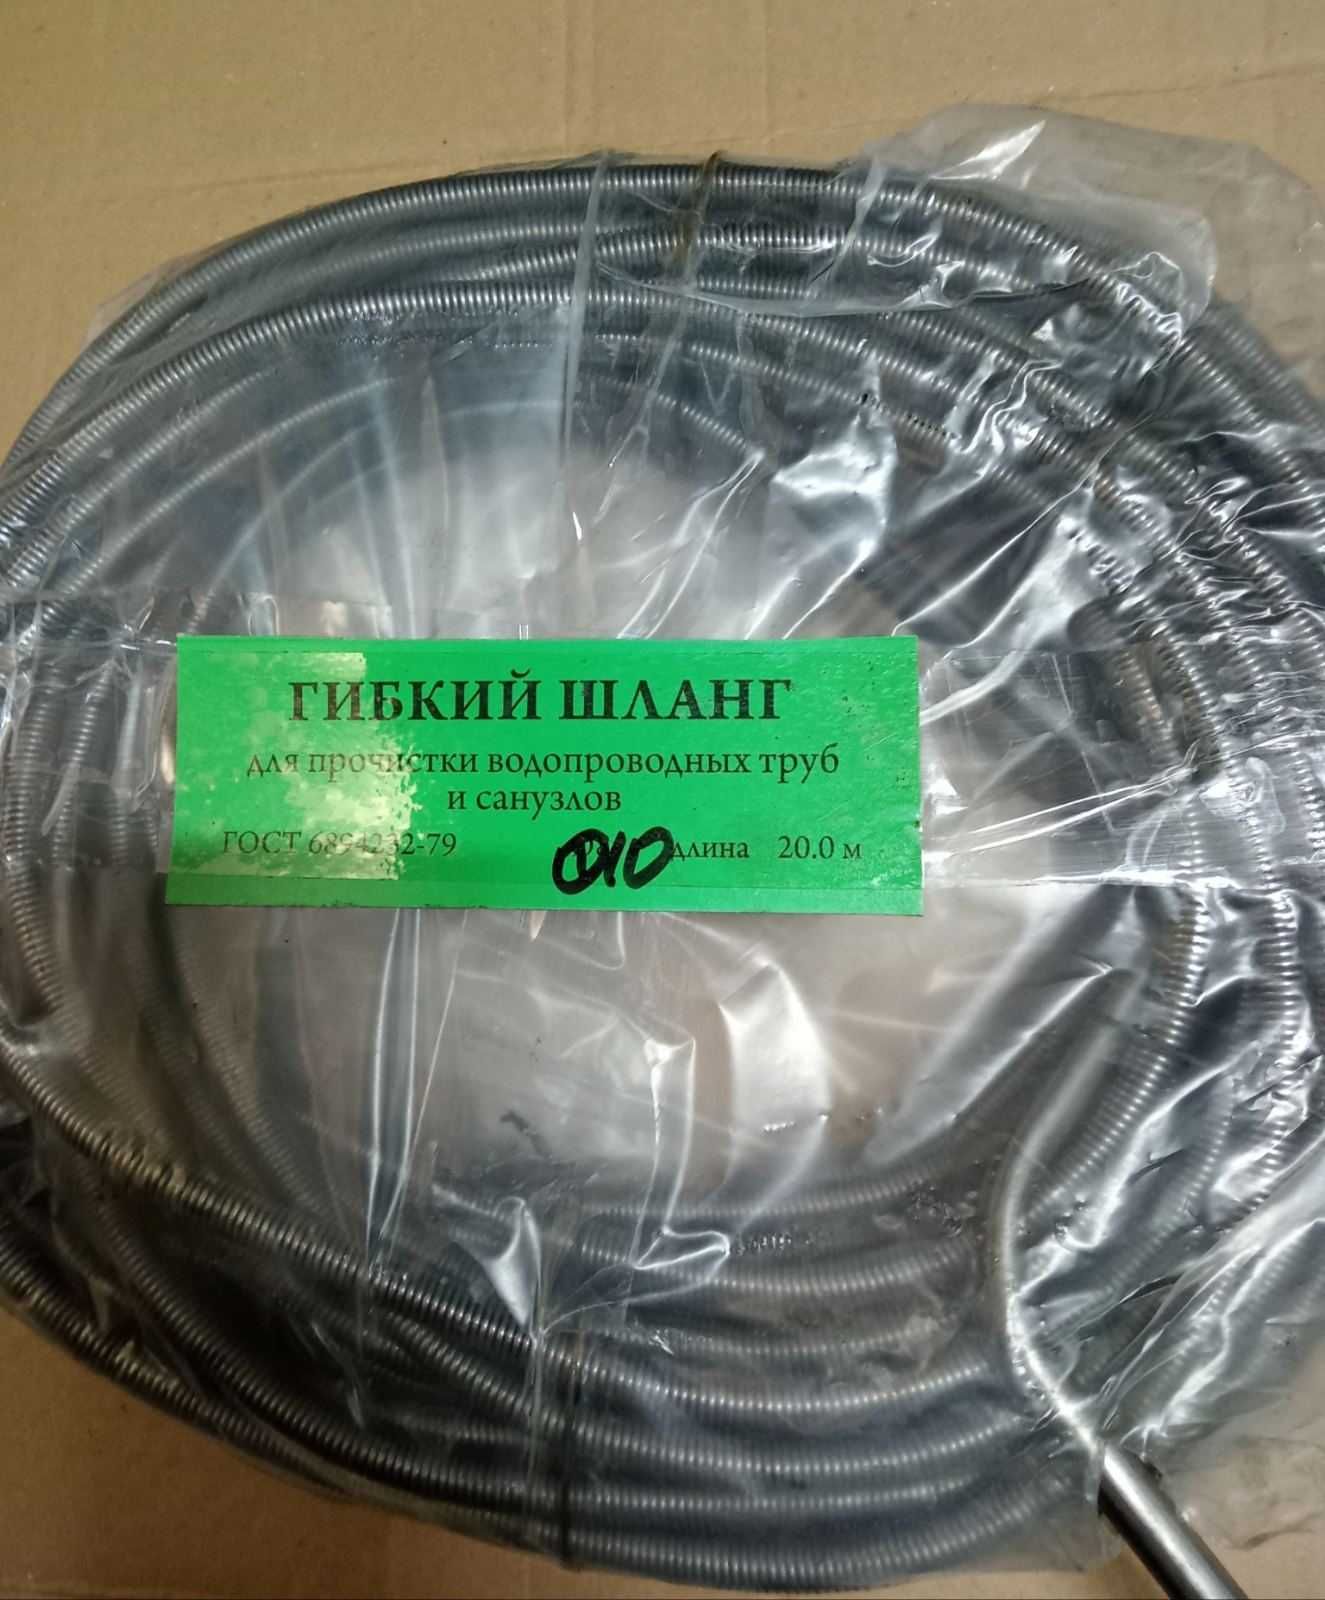 ГИБКИЙ ШЛАНГ
для прочистки водопроводных труб
и санузлов
ГОСТ 6894232-79 Ø10 длина 20.0 м